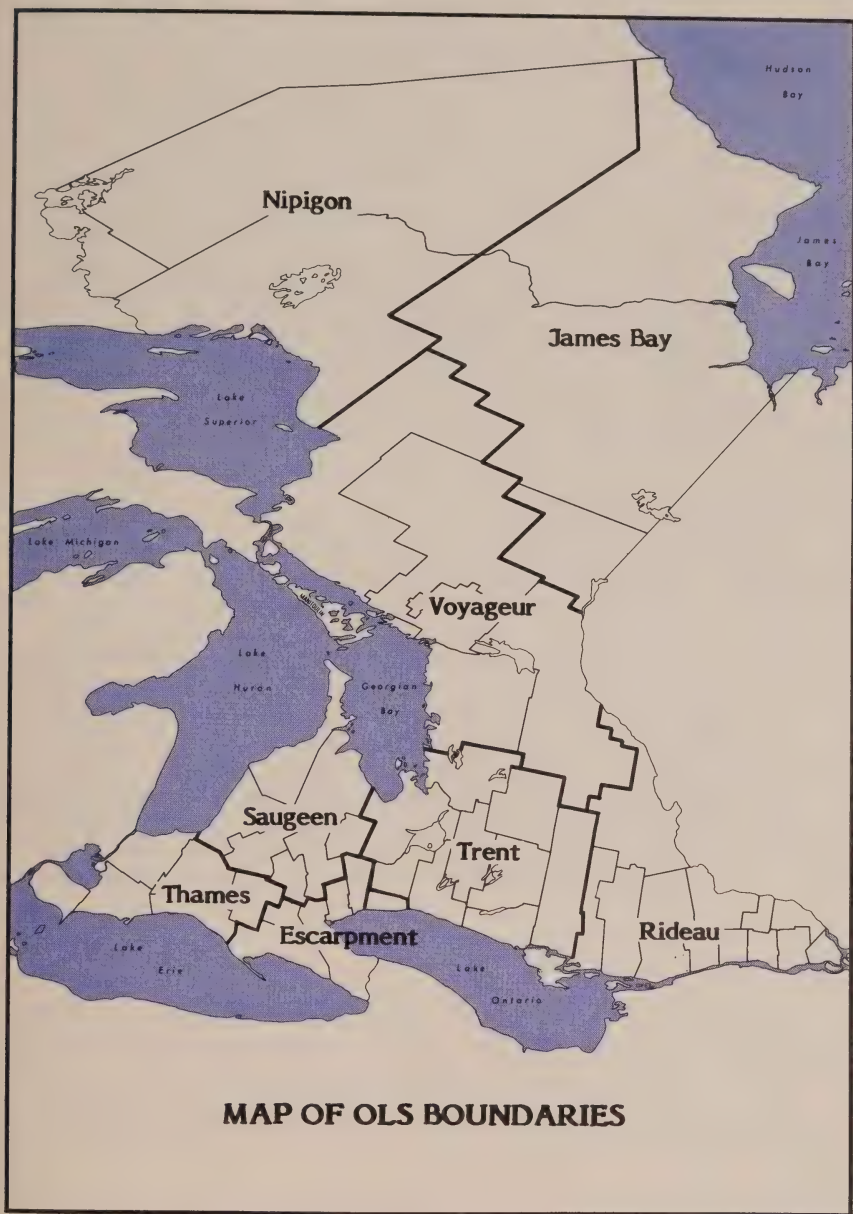 Hudson
Bay
Nipigon
James
Bay
James Bay
Lake
Superior
Lake Michigan
MANITOULIN
Voyageur
Lake
Huron
Georgian
Bay
Saugeen
Trent
Thames
Escarpment
Rideau
Lake
Erie
Lake
Ontario
MAP OF OLS BOUNDARIES